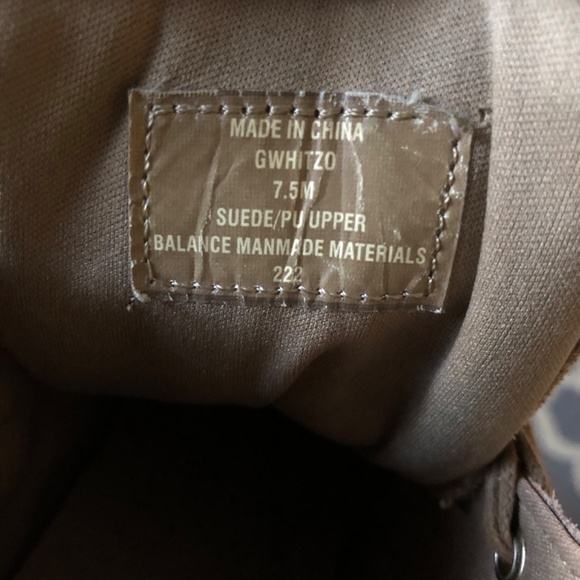 MADE IN CHINA
GWHITZO
7.5M
SUEDE/PU UPPER
BALANCE MANMADE MATERIALS
222